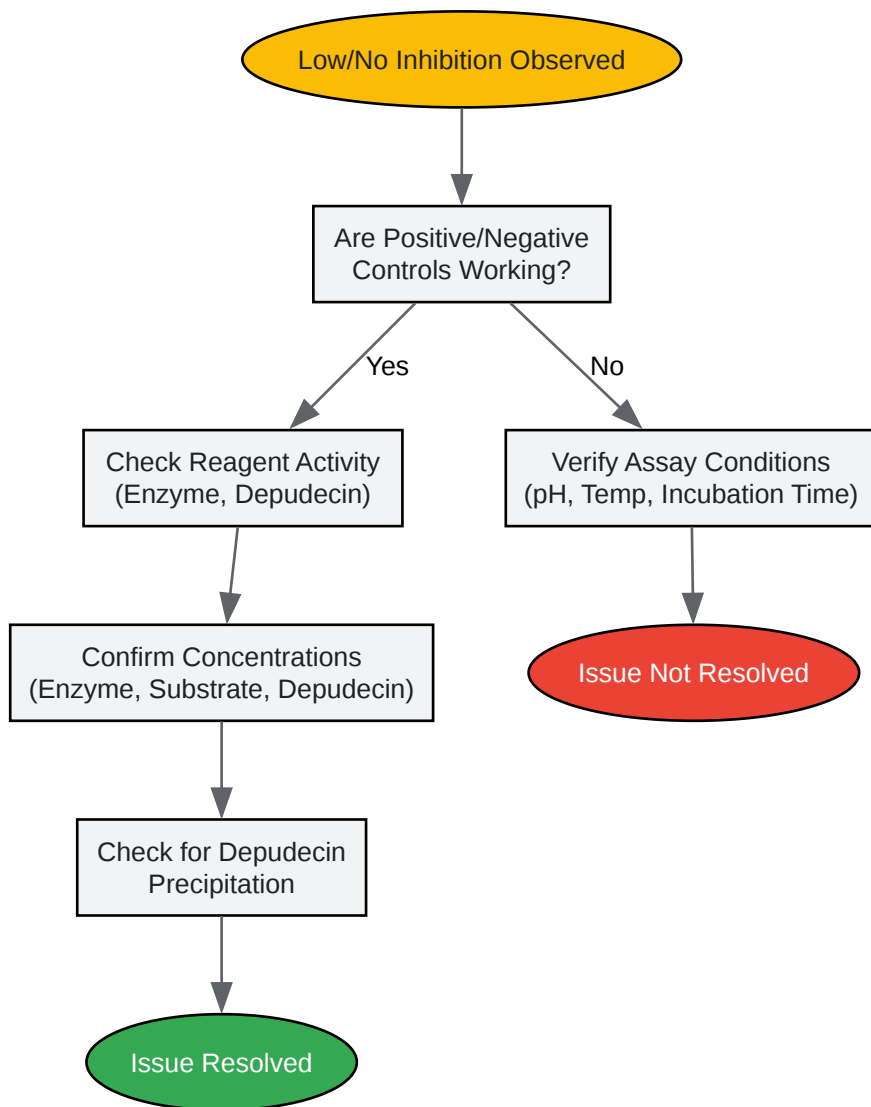 Low/No Inhibition Observed
Are Positive/Negative
Controls Working?
Yes
No
Check Reagent Activity
(Enzyme, Depudecin)
Verify Assay Conditions
(pH, Temp, Incubation Time)
Confirm Concentrations
(Enzyme, Substrate, Depudecin)
Issue Not Resolved
Check for Depudecin
Precipitation
Issue Resolved